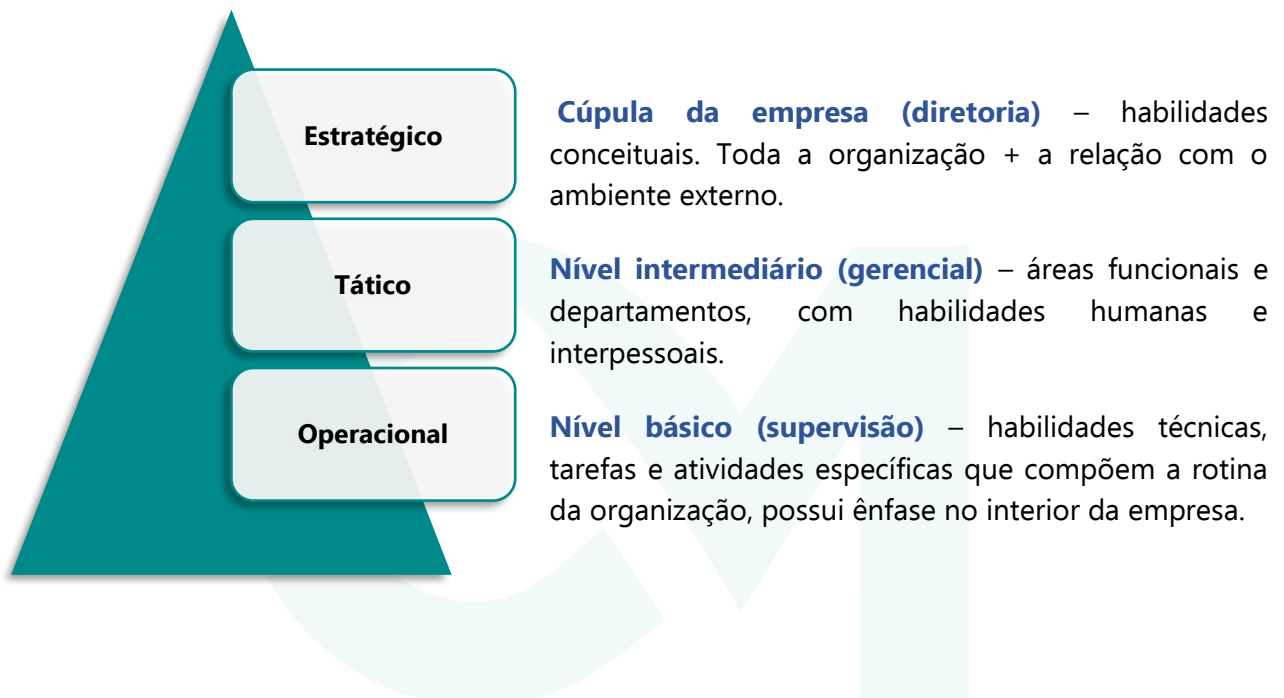 Estratégico
Cúpula da empresa (diretoria) – habilidades
conceituais. Toda a organização + a relação com o
ambiente externo.
Tático
Nível intermediário (gerencial) – áreas funcionais e
departamentos, com habilidades humanas e
interpessoais.
Operacional
Nível básico (supervisão) – habilidades técnicas,
tarefas e atividades específicas que compõem a rotina
da organização, possui ênfase no interior da empresa.